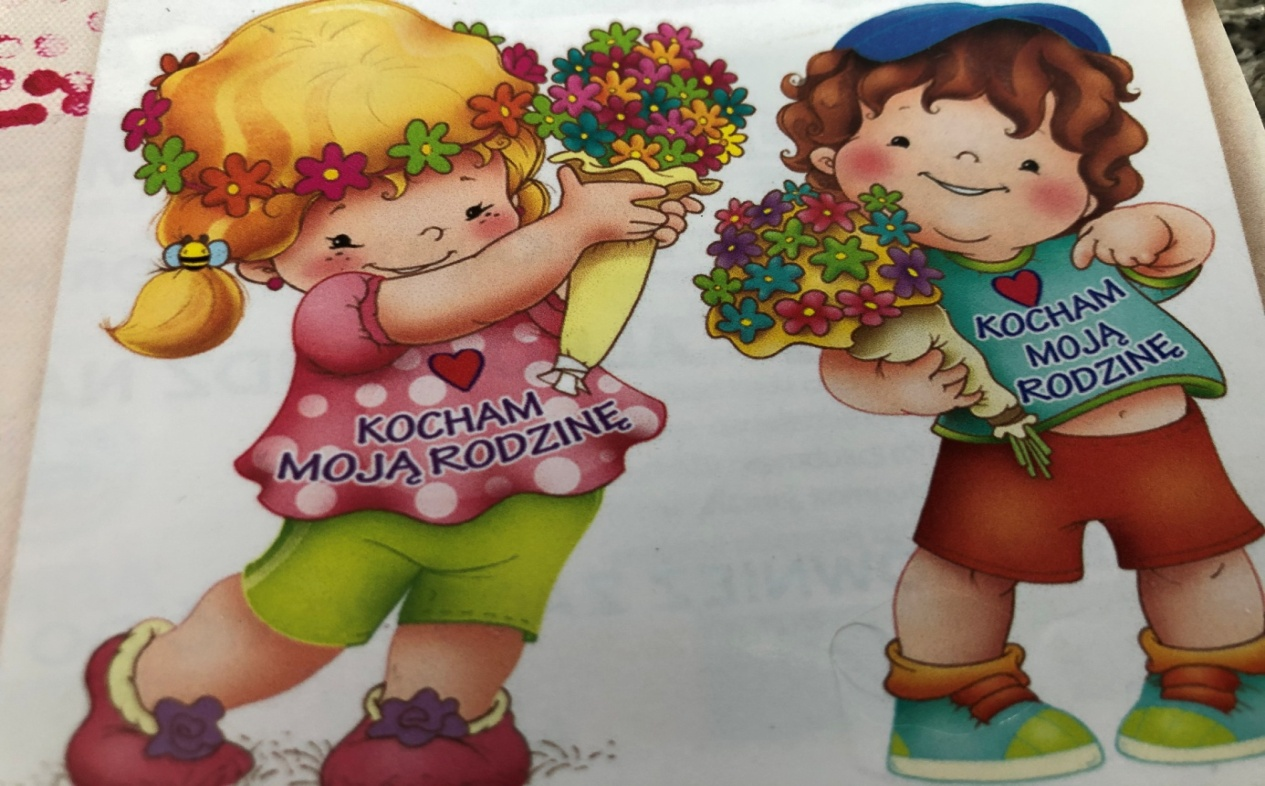 KOCHAM
MOJĄ RODZINĘ
KOCHAM
MOJĄ
RODZINĘ